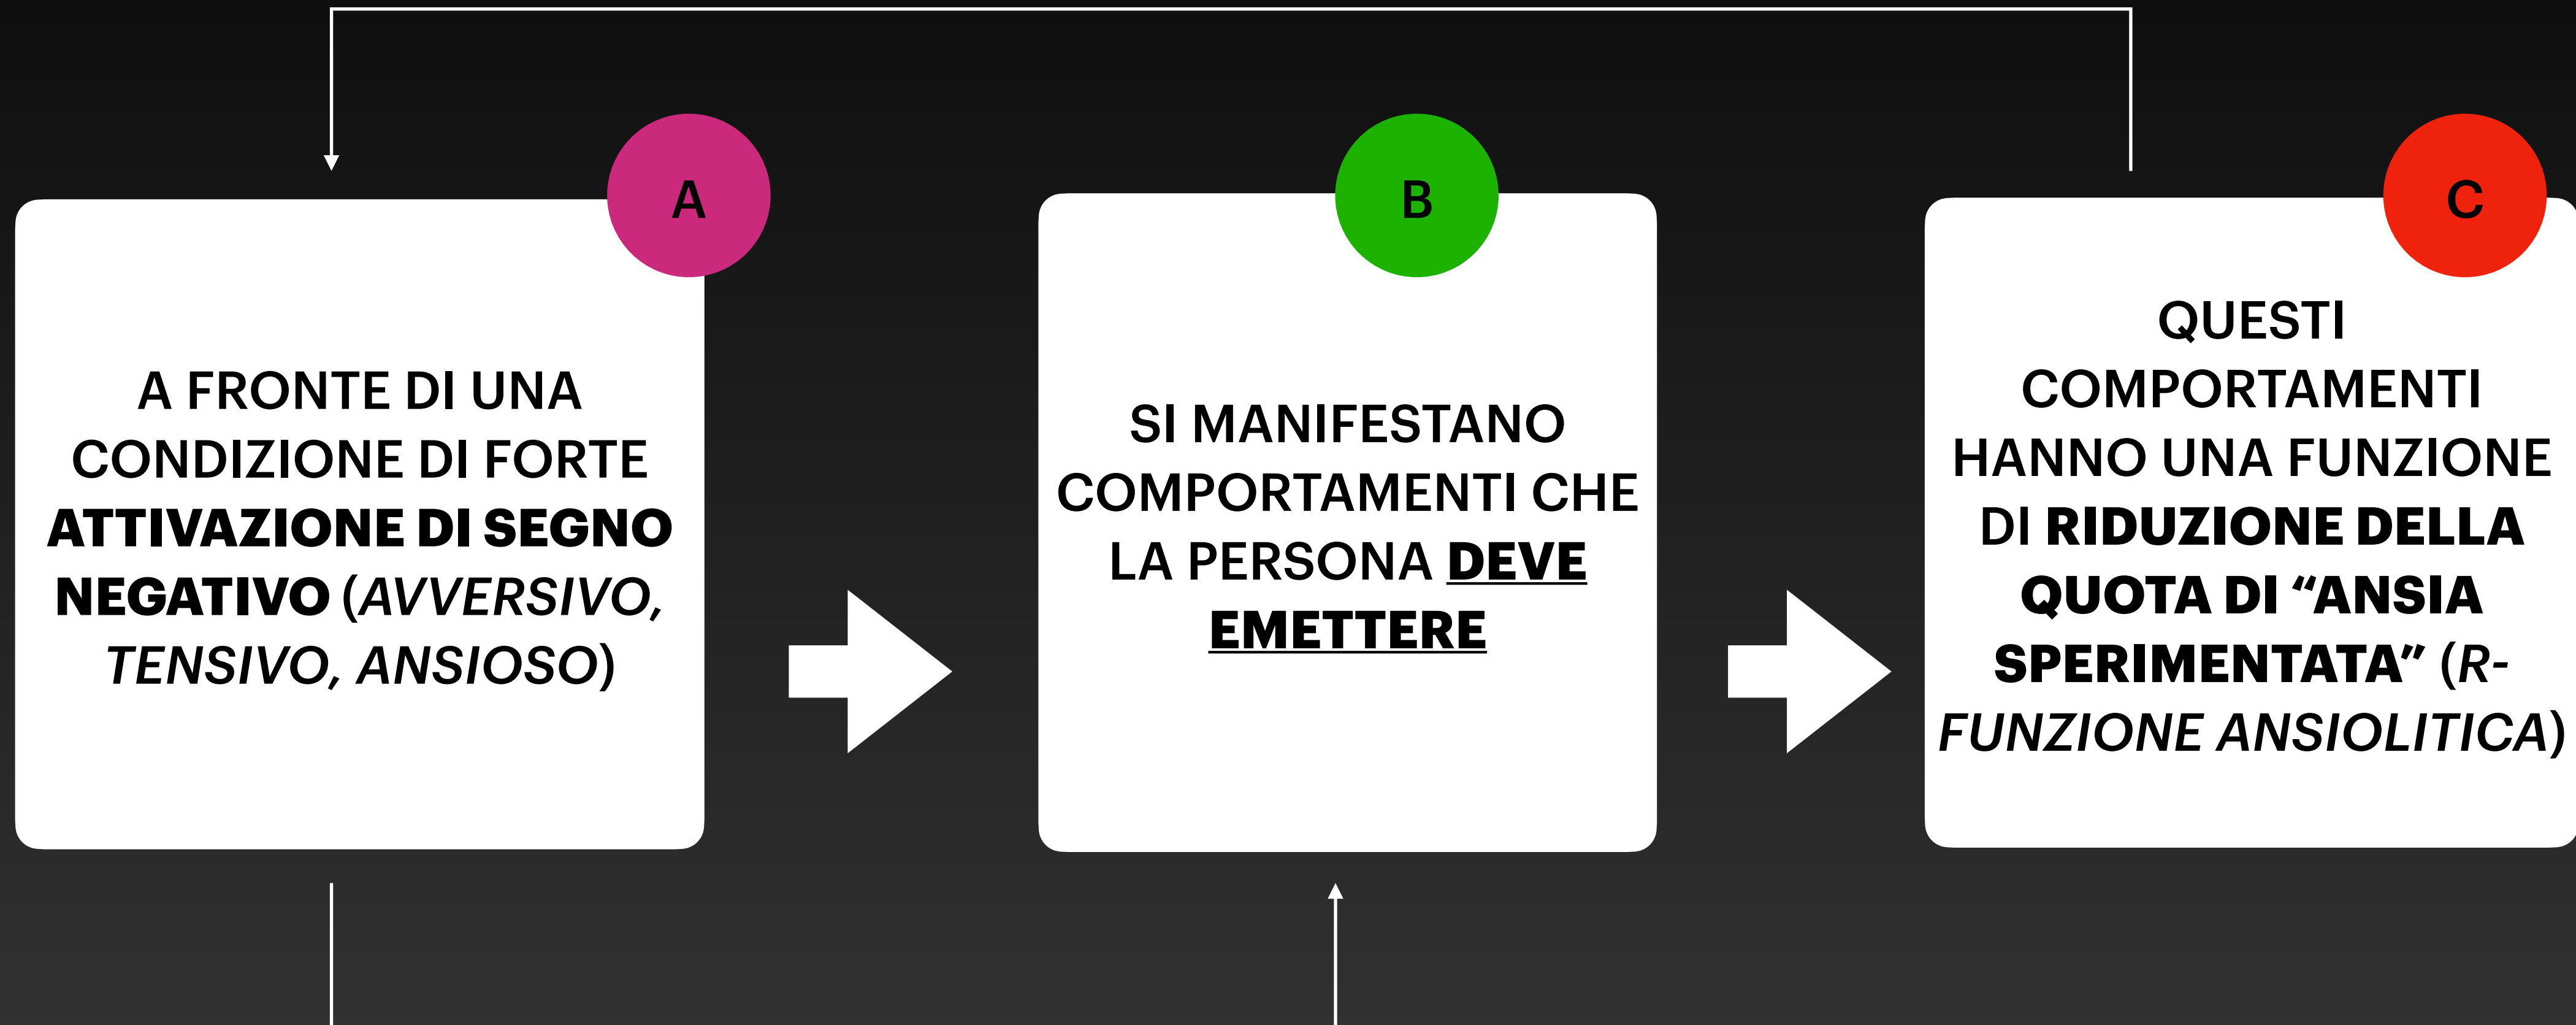 A
A FRONTE DI UNA
CONDIZIONE DI FORTE
ATTIVAZIONE DI SEGNO
NEGATIVO (AVVERSIVO,
TENSIVO, ANSIOSO)
B
SI MANIFESTANO
COMPORTAMENTI CHE
LA PERSONA DEVE
EMETTERE
C
QUESTI
COMPORTAMENTI
HANNO UNA FUNZIONE
DI RIDUZIONE DELLA
QUOTA DI “ANSIA
SPERIMENTATA” (R-
FUNZIONE ANSIOLITICA)